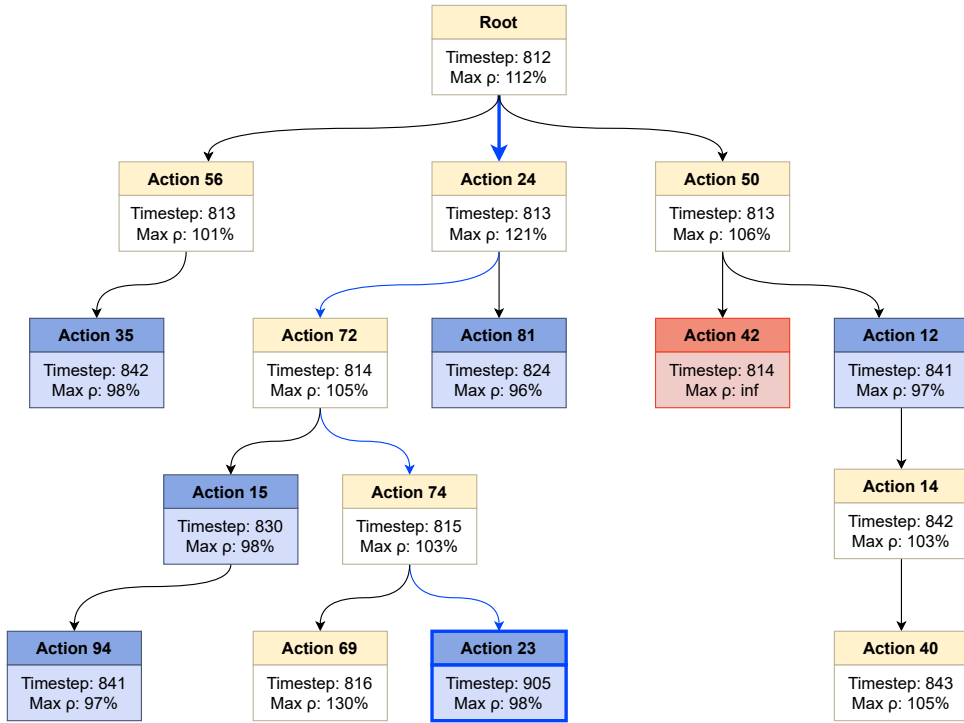 Root
Timestep: 812
Max ρ: 112%
Action 56
Timestep: 813
Max ρ: 101%
Action 24
Timestep: 813
Max ρ: 121%
Action 50
Timestep: 813
Max ρ: 106%
Action 35
Timestep: 842
Max ρ: 98%
Action 72
Timestep: 814
Max ρ: 105%
Action 81
Timestep: 824
Max ρ: 96%
Action 42
Timestep: 814
Max ρ: inf
Action 12
Timestep: 841
Max ρ: 97%
Action 15
Timestep: 830
Max ρ: 98%
Action 74
Timestep: 815
Max ρ: 103%
Action 14
Timestep: 842
Max ρ: 103%
Action 94
Timestep: 841
Max ρ: 97%
Action 69
Timestep: 816
Max ρ: 130%
Action 23
Timestep: 905
Max ρ: 98%
Action 40
Timestep: 843
Max ρ: 105%